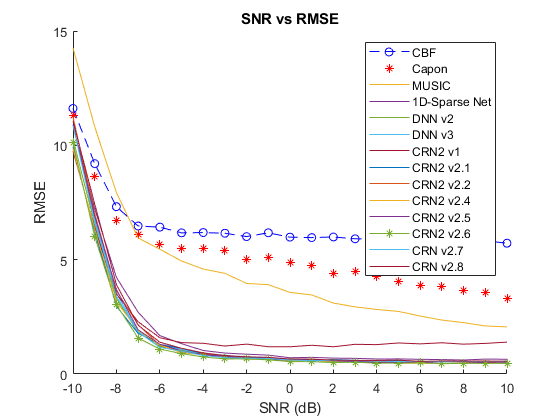 SNR vs RMSE
15
10
5
0
RMSE
-10 -8 -6 -4 -2 0 2 4 6 8 10
SNR (dB)
CBF
Capon
MUSIC
1D-Sparse Net
DNN v2
DNN v3
CRN2 v1
CRN2 v2.1
CRN2 v2.2
CRN2 v2.4
CRN2 v2.5
CRN2 v2.6
CRN v2.7
CRN v2.8